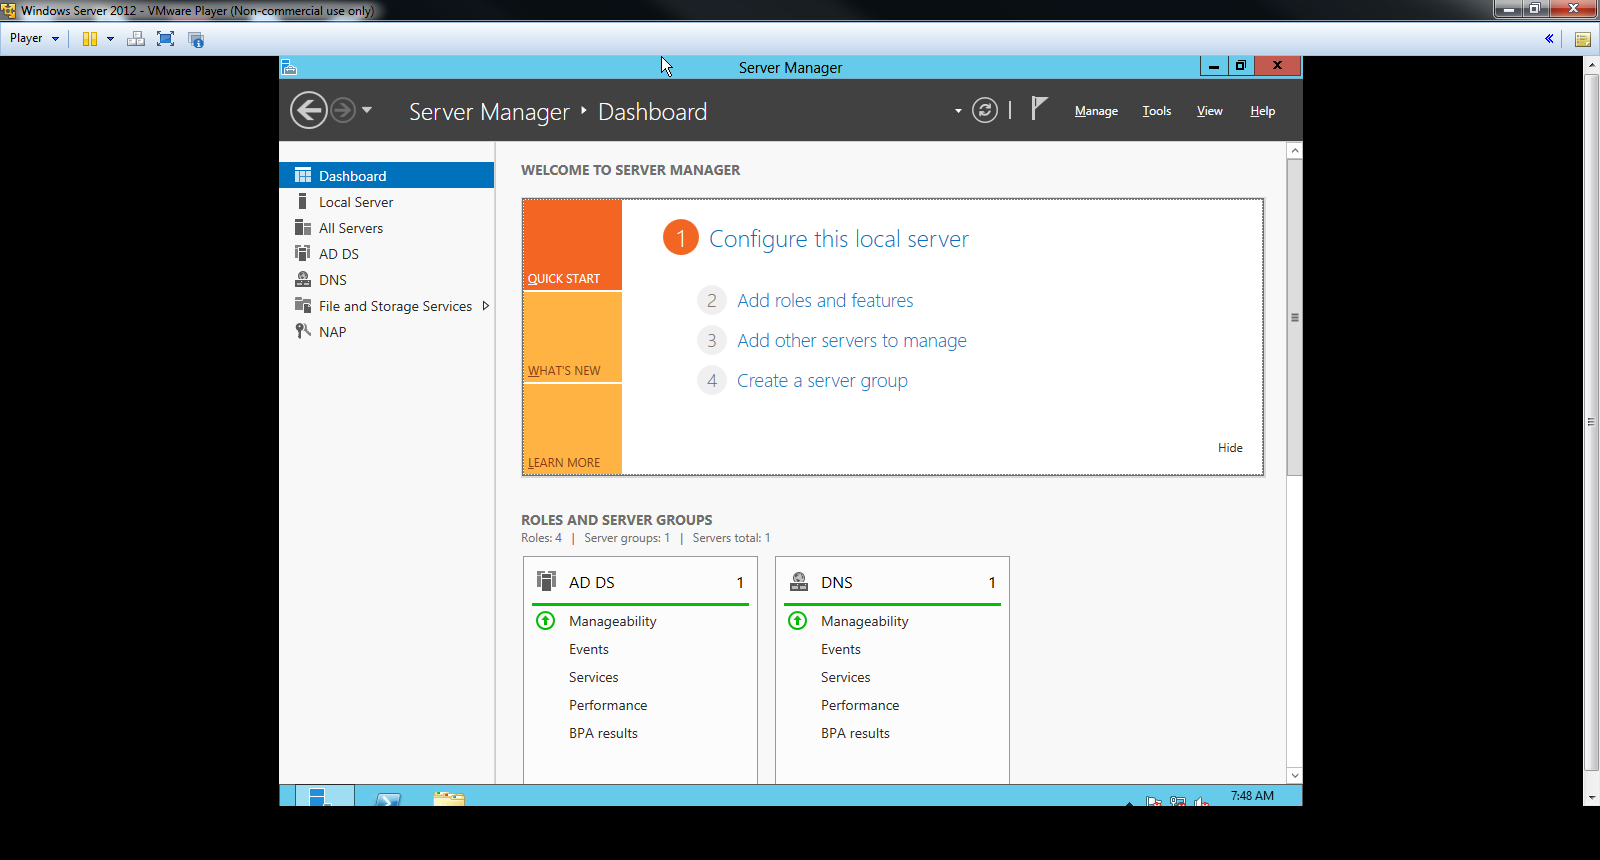 Windows Server 2012 - VMware Player (Non-commercial use only)
Player
Server Manager
Server Manager ‣ Dashboard
Manage Tools View Help
Dashboard
Local Server
All Servers
AD DS
DNS
File and Storage Services
NAP
WELCOME TO SERVER MANAGER
QUICK START
WHAT'S NEW
LEARN MORE
1 Configure this local server
2 Add roles and features
3 Add other servers to manage
4 Create a server group
Hide
ROLES AND SERVER GROUPS
Roles: 4 | Server groups: 1 | Servers total: 1
AD DS 1
Manageability
Events
Services
Performance
BPA results
DNS 1
Manageability
Events
Services
Performance
BPA results
7:48 AM